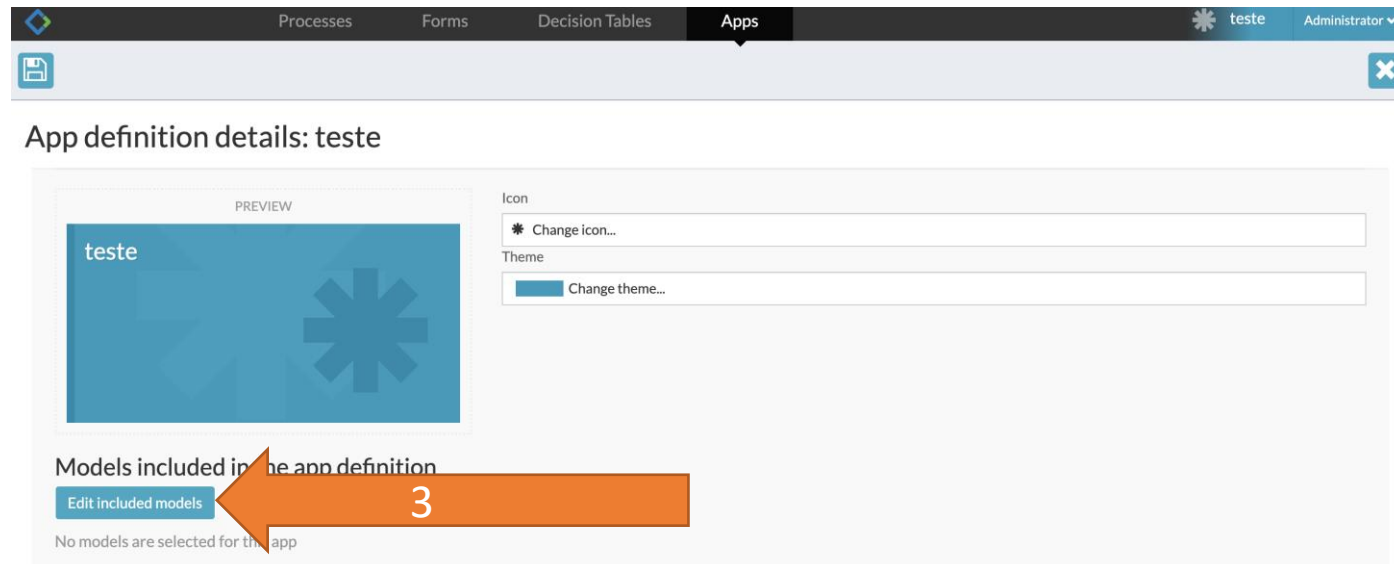 Processes Forms Decision Tables Apps teste Administrator
App definition details: teste
PREVIEW
teste
Icon
Change icon...
Theme
Change theme...
Models included in the app definition
Edit included models
3
No models are selected for this app